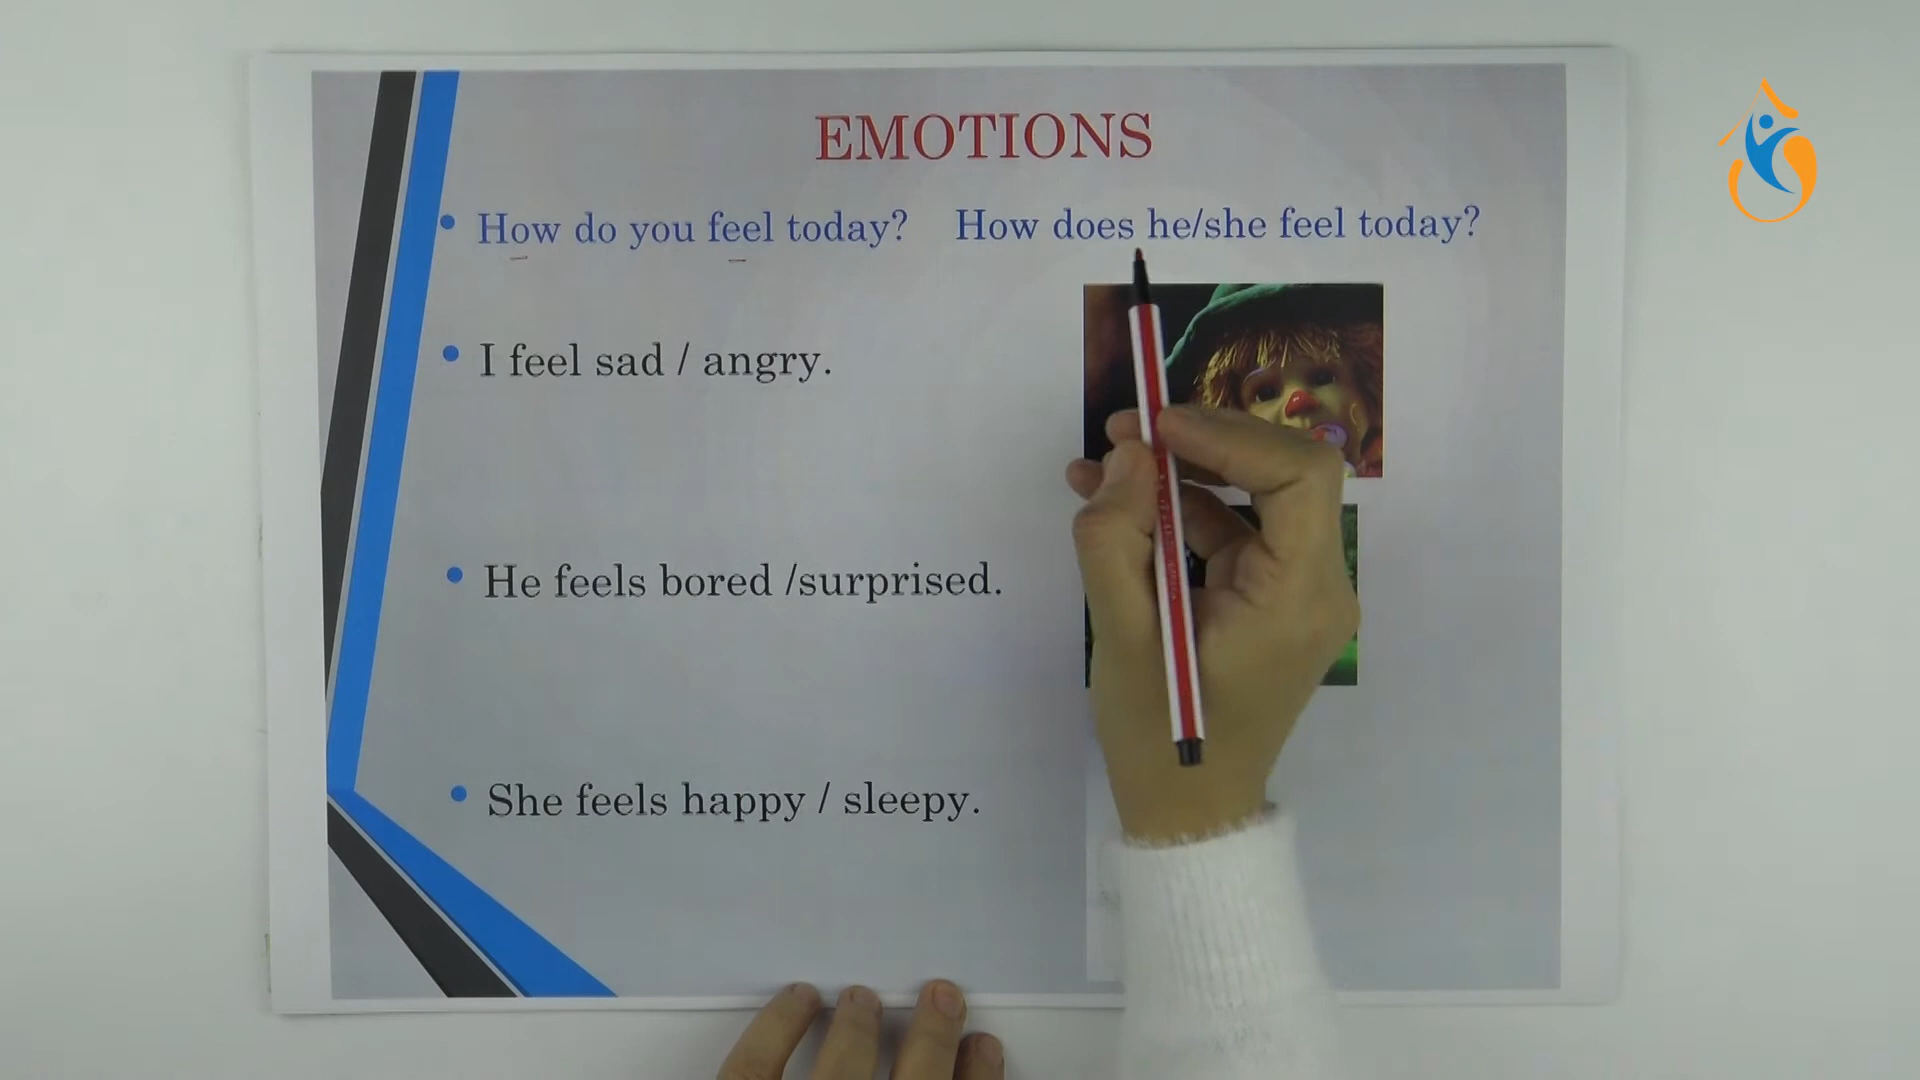 EMOTIONS
• How do you feel today? How does he/she feel today?
• I feel sad / angry.
• He feels bored /surprised.
• She feels happy / sleepy.